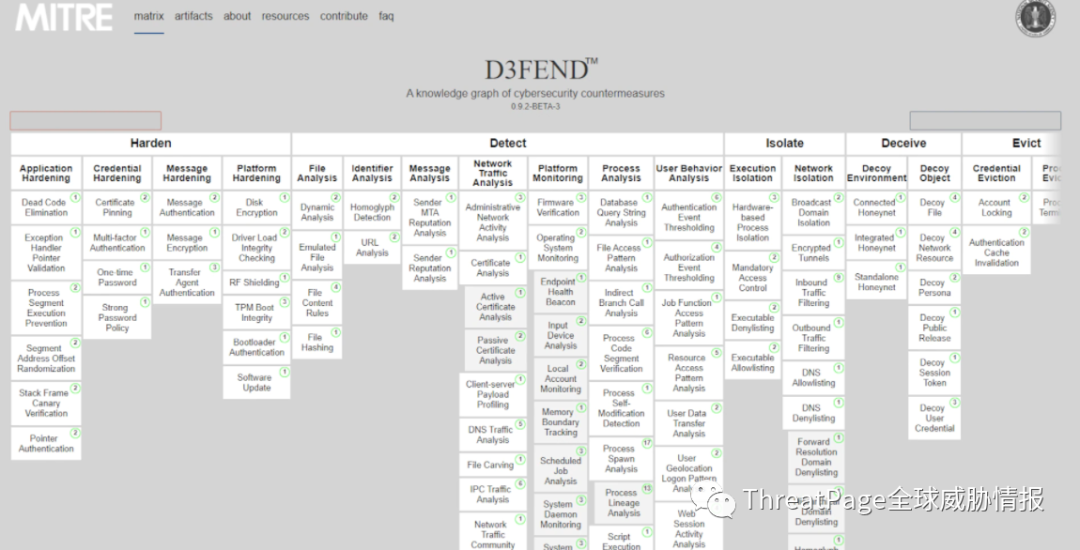 MITRE
matrix artifacts about resources contribute faq
D3FEND™
A knowledge graph of cybersecurity countermeasures
0.9.2-BETA-3
Harden
Detect
Isolate
Deceive
Evict
Application
Hardening
Dead Code
Elimination
1
Exception
Handler
Pointer
Validation
1
Process
Segment
Execution
Prevention
2
Segment
Address Offset
Randomization
2
Stack Frame
Canary
Verification
2
Pointer
Authentication
2
Credential
Hardening
Certificate
Pinning
2
Multi-factor
Authentication
1
One-time
Password
1
Strong
Password
Policy
1
Message
Hardening
Message
Authentication
2
Message
Encryption
1
Transfer
Agent
Authentication
3
Platform
Hardening
Disk
Encryption
1
Driver Load
Integrity
Checking
2
RF Shielding
1
TPM Boot
Integrity
3
Bootloader
Authentication
1
Software
Update
1
File
Analysis
Dynamic
Analysis
2
Emulated
File
Analysis
1
File
Content
Rules
4
File
Hashing
1
Identifier
Analysis
Homoglyph
Detection
2
URL
Analysis
2
Message
Analysis
Sender
MTA
Reputation
Analysis
1
Sender
Reputation
Analysis
1
Network
Traffic
Analysis
Administrative
Network
Activity
Analysis
3
Certificate
Analysis
1
Active
Certificate
Analysis
1
Passive
Certificate
Analysis
2
Client-server
Payload
Profiling
1
DNS Traffic
Analysis
5
File Carving
1
IPC Traffic
Analysis
6
Network
Traffic
Community
1
Platform
Monitoring
Firmware
Verification
3
Operating
System
Monitoring
2
Endpoint
Health
Beacon
1
Input
Device
Analysis
2
Local
Account
Monitoring
2
Memory
Boundary
Tracking
1
Scheduled
Job
Analysis
3
System
Daemon
Monitoring
3
System
3
Process
Analysis
Database
Query String
Analysis
1
File Access
Pattern
Analysis
1
Indirect
Branch Call
Analysis
1
Process
Code
Segment
Verification
6
Process
Self-
Modification
Detection
1
Process
Spawn
Analysis
17
Process
Lineage
Analysis
13
Script
Execution
1
User Behavior
Analysis
Authentication
Event
Thresholding
6
Authorization
Event
Thresholding
4
Job Function
Access
Pattern
Analysis
1
Resource
Access
Pattern
Analysis
5
User Data
Transfer
Analysis
2
User
Geolocation
Logon Pattern
Analysis
2
Web
Session
Activity
Analysis
Execution
Isolation
Hardware-
based
Process
Isolation
3
Mandatory
Access
Control
2
Executable
Denylisting
2
Executable
Allowlisting
2
Network
Isolation
Broadcast
Domain
Isolation
2
Encrypted
Tunnels
1
Inbound
Traffic
Filtering
9
Outbound
Traffic
Filtering
DNS
Allowlisting
1
DNS
Denylisting
1
Forward
Resolution
Domain
Denylisting
1
Domain
Denylisting
1
Decoy
Environment
Connected
Honeynet
1
Integrated
Honeynet
1
Standalone
Honeynet
1
Decoy
Object
Decoy
File
4
Decoy
Network
Resource
4
Decoy
Persona
2
Decoy
Public
Release
1
Decoy
Session
Token
1
Decoy
User
Credential
3
Credential
Eviction
Account
Locking
2
Authentication
Cache
Invalidation
2
ThreatPage全球威胁情报